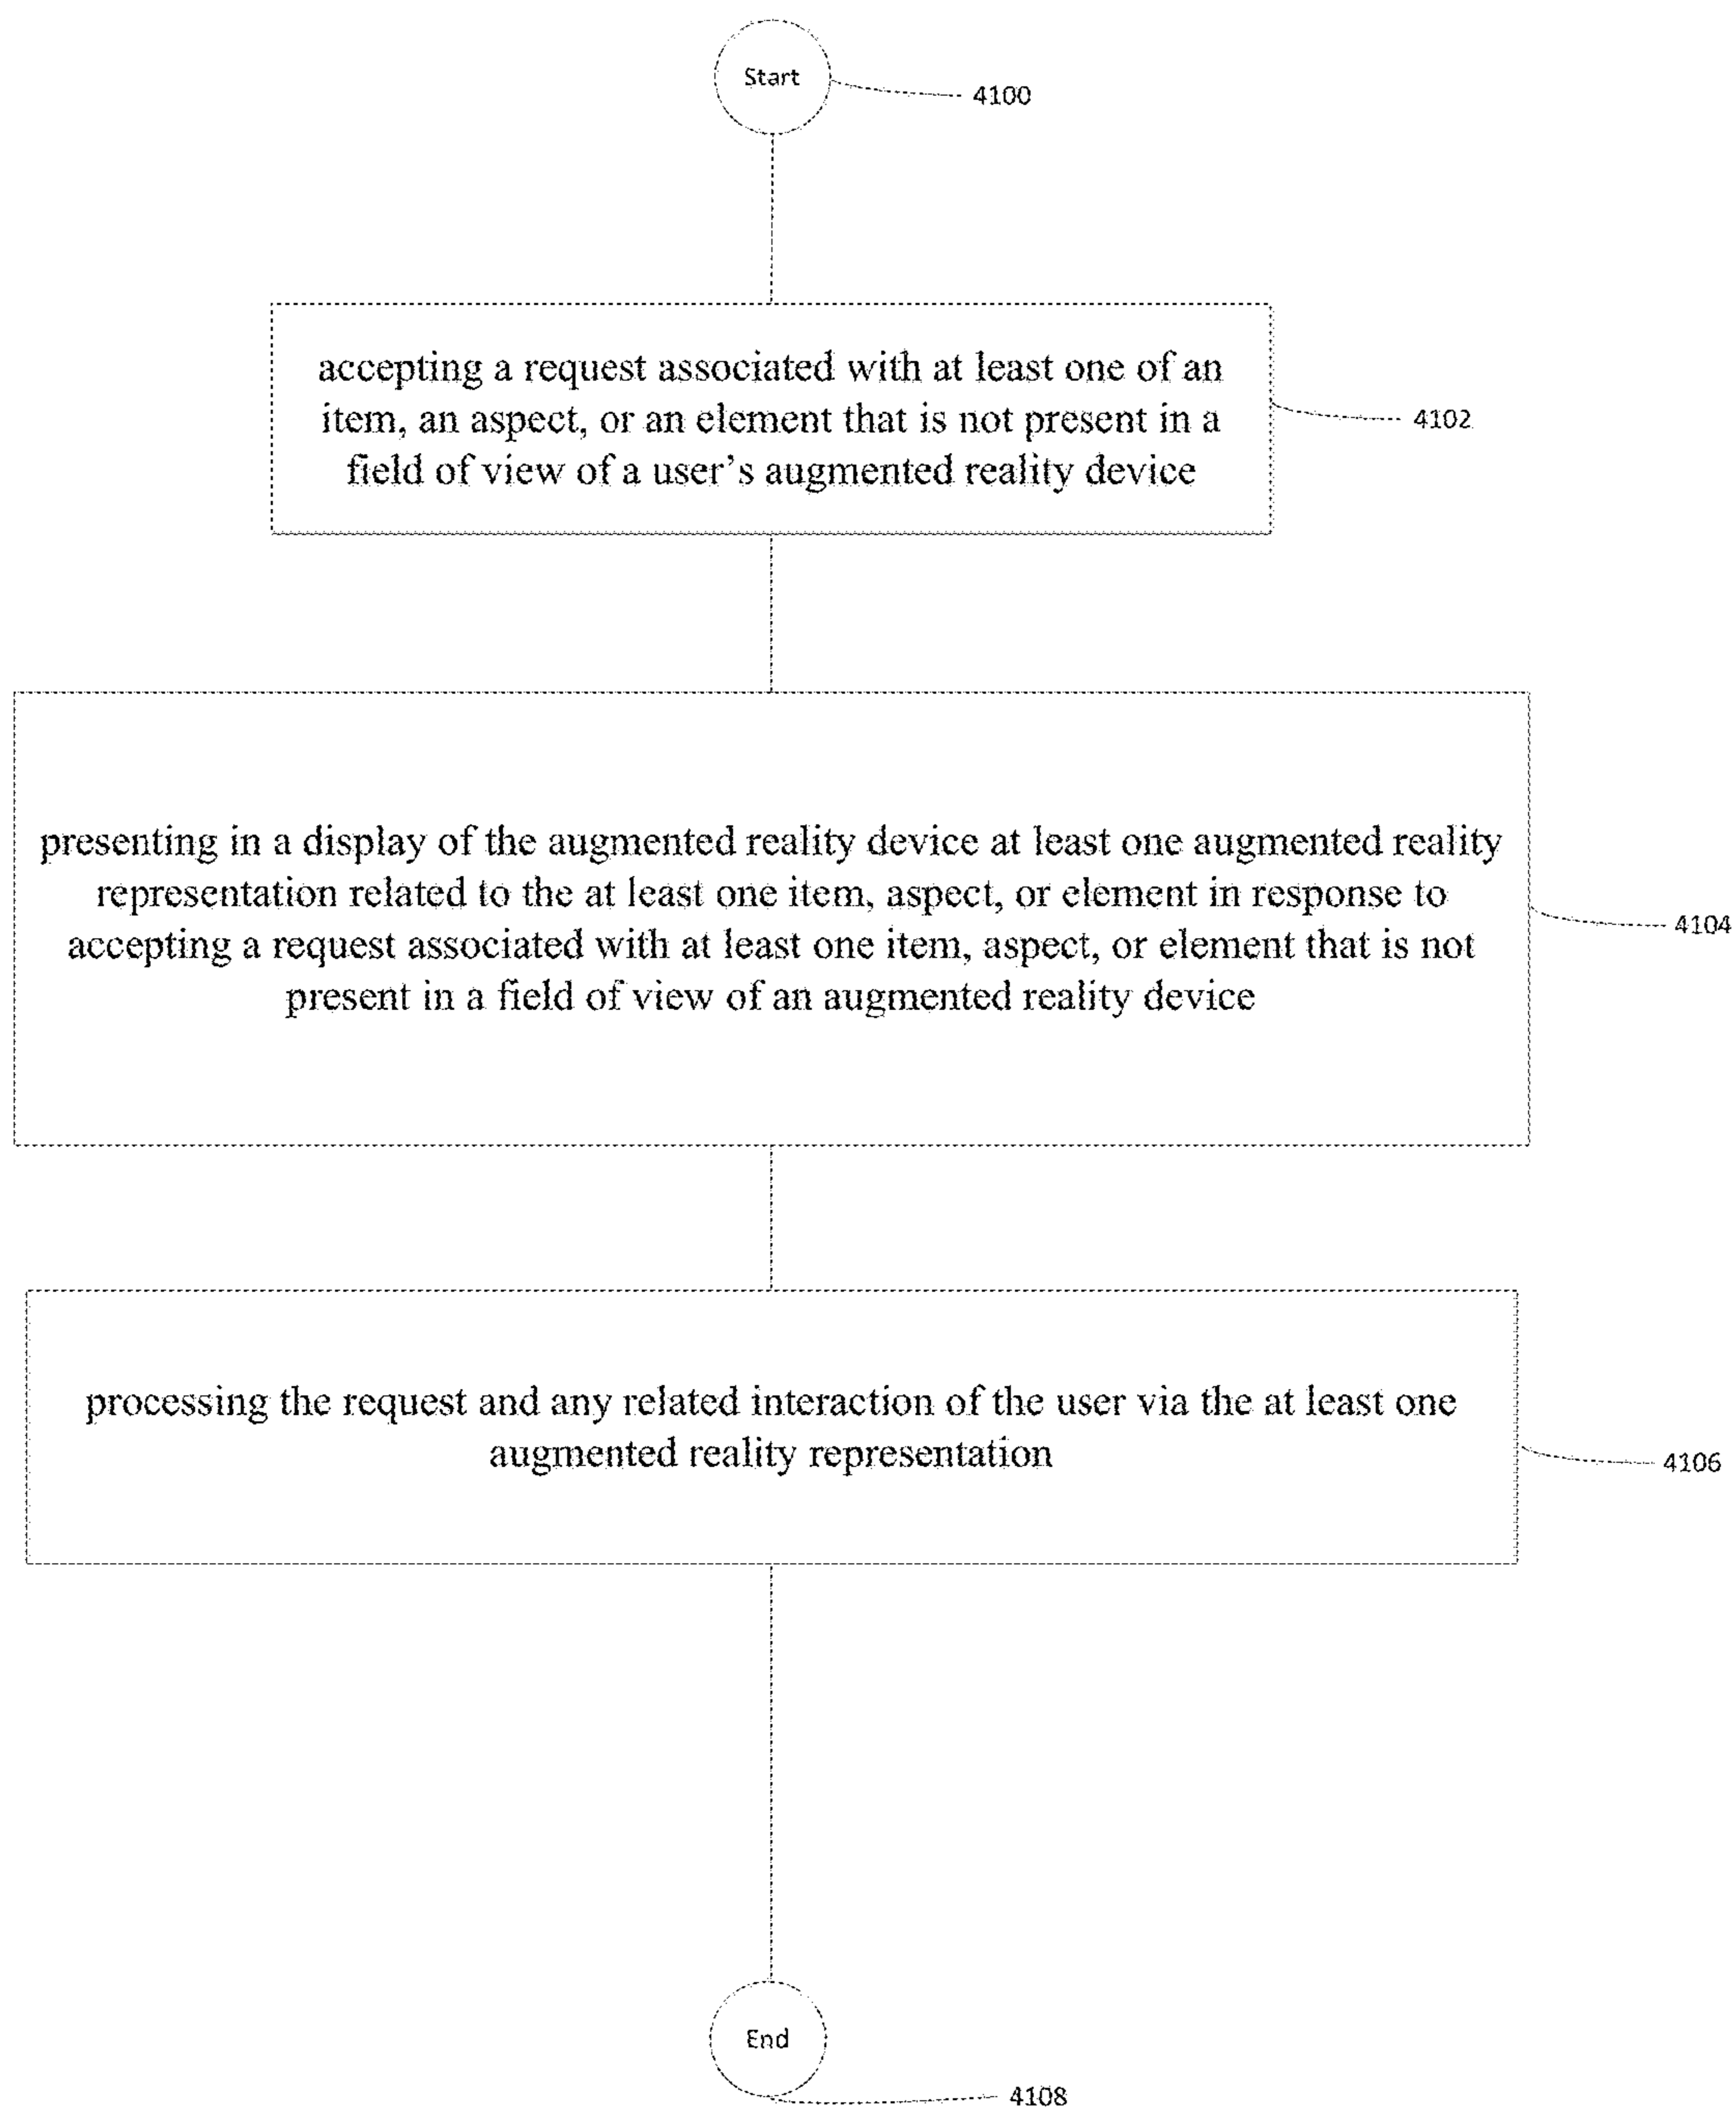 Start
4100
accepting a request associated with at least one of an
item, an aspect, or an element that is not present in a
field of view of a user's augmented reality device
4102
presenting in a display of the augmented reality device at least one augmented reality
representation related to the at least one item, aspect, or element in response to
accepting a request associated with at least one item, aspect, or element that is not
present in a field of view of an augmented reality device
4104
processing the request and any related interaction of the user via the at least one
augmented reality representation
4106
End
4108